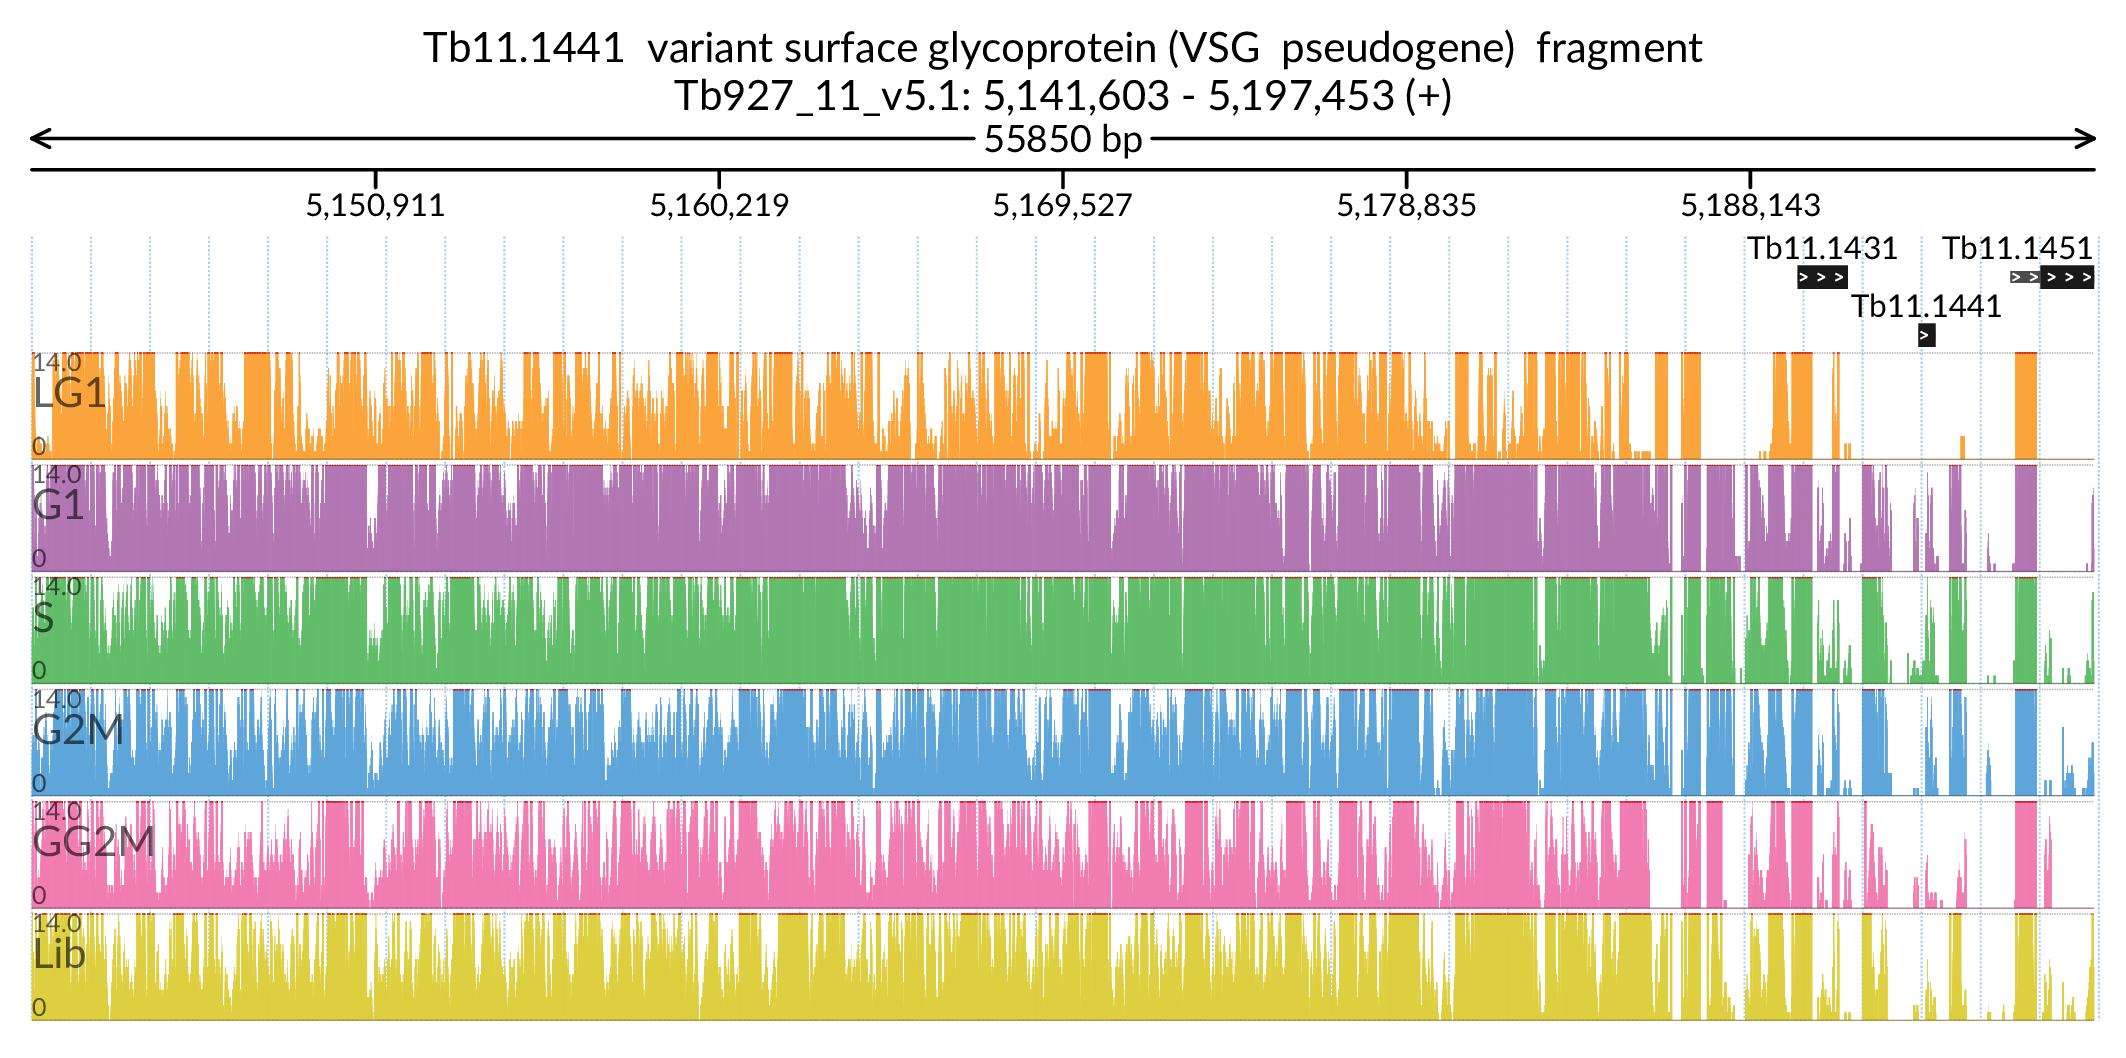 Tb11.1441 variant surface glycoprotein (VSG pseudogene) fragment
Tb927_11_v5.1: 5,141,603 - 5,197,453 (+)
55850 bp
5,150,911 5,160,219 5,169,527 5,178,835 5,188,143
Tb11.1431 Tb11.1451
Tb11.1441
14.0
LG1
0
14.0
G1
0
14.0
S
0
14.0
G2M
0
14.0
GG2M
0
14.0
Lib
0